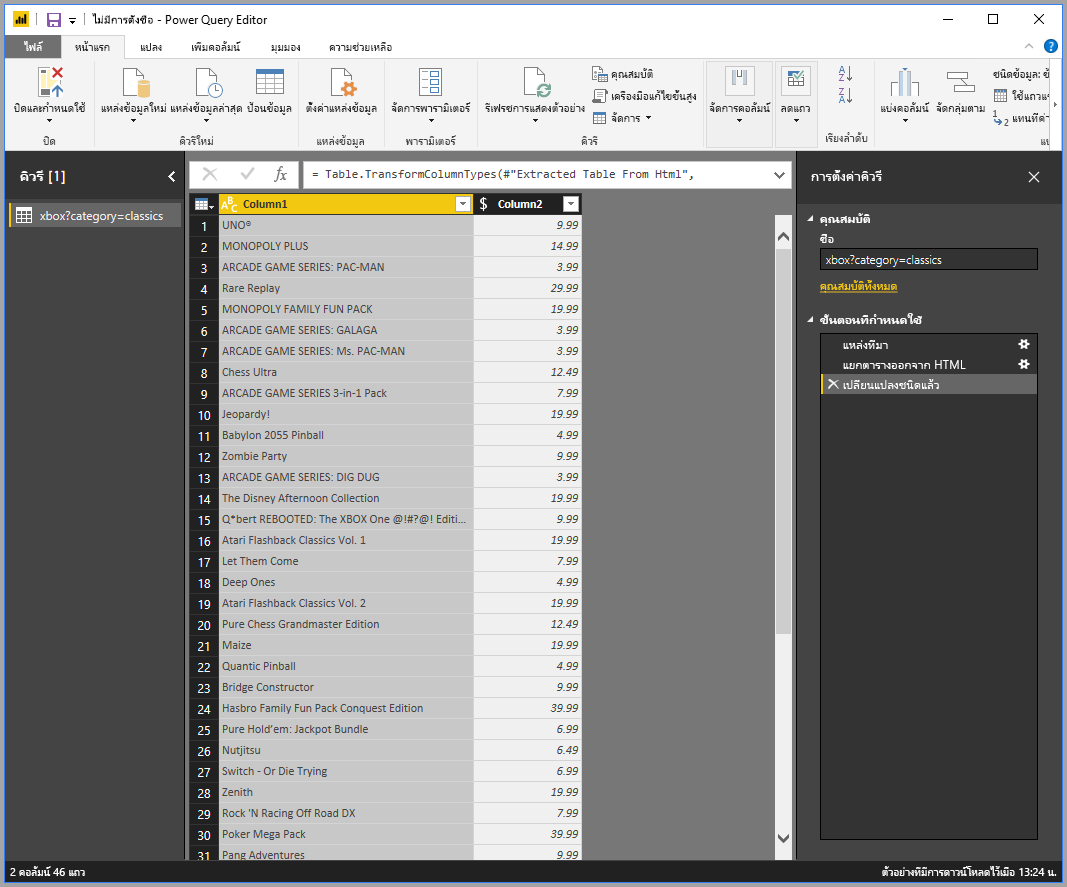 ไม่มีการตั้งชื่อ - Power Query Editor
ไฟล์ หน้าแรก แปลง เพิ่มคอลัมน์ มุมมอง ความช่วยเหลือ
ปิดและกำหนดใช้ แหล่งข้อมูลใหม่ แหล่งข้อมูลล่าสุด ป้อนข้อมูล ตั้งค่าแหล่งข้อมูล จัดการพารามิเตอร์ รีเฟรชการแสดงตัวอย่าง
คุณสมบัติ
เครื่องมือแก้ไขขั้นสูง
จัดการ
จัดการคอลัมน์ ลดแถว แบ่งคอลัมน์ จัดกลุ่มตาม
ชนิดข้อมูล:
ใช้แถวแรก
แทนที่ค่า
ปิด คิวรีใหม่ แหล่งข้อมูล พารามิเตอร์ คิวรี เรียงลำดับ
คิวรี [1]
xbox?category=classics
= Table.TransformColumnTypes(#"Extracted Table From Html",
Column1 $ Column2
1 UNO® 9.99
2 MONOPOLY PLUS 14.99
3 ARCADE GAME SERIES: PAC-MAN 3.99
4 Rare Replay 29.99
5 MONOPOLY FAMILY FUN PACK 19.99
6 ARCADE GAME SERIES: GALAGA 3.99
7 ARCADE GAME SERIES: Ms. PAC-MAN 3.99
8 Chess Ultra 12.49
9 ARCADE GAME SERIES 3-in-1 Pack 7.99
10 Jeopardy! 19.99
11 Babylon 2055 Pinball 4.99
12 Zombie Party 9.99
13 ARCADE GAME SERIES: DIG DUG 3.99
14 The Disney Afternoon Collection 19.99
15 Q*bert REBOOTED: The XBOX One @!#?@! Editi... 9.99
16 Atari Flashback Classics Vol. 1 19.99
17 Let Them Come 7.99
18 Deep Ones 4.99
19 Atari Flashback Classics Vol. 2 19.99
20 Pure Chess Grandmaster Edition 12.49
21 Maize 19.99
22 Quantic Pinball 4.99
23 Bridge Constructor 9.99
24 Hasbro Family Fun Pack Conquest Edition 39.99
25 Pure Hold'em: Jackpot Bundle 6.99
26 Nutjitsu 6.49
27 Switch - Or Die Trying 6.99
28 Zenith 19.99
29 Rock 'N Racing Off Road DX 7.99
30 Poker Mega Pack 39.99
31 Pang Adventures 9.99
การตั้งค่าคิวรี
คุณสมบัติ
ชื่อ
xbox?category=classics
คุณสมบัติทั้งหมด
ขั้นตอนที่กำหนดใช้
แหล่งที่มา
แยกตารางออกจาก HTML
เปลี่ยนแปลงชนิดแล้ว
2 คอลัมน์ 46 แถว
ตัวอย่างที่มีการดาวน์โหลดไว้เมื่อ 13:24 น.